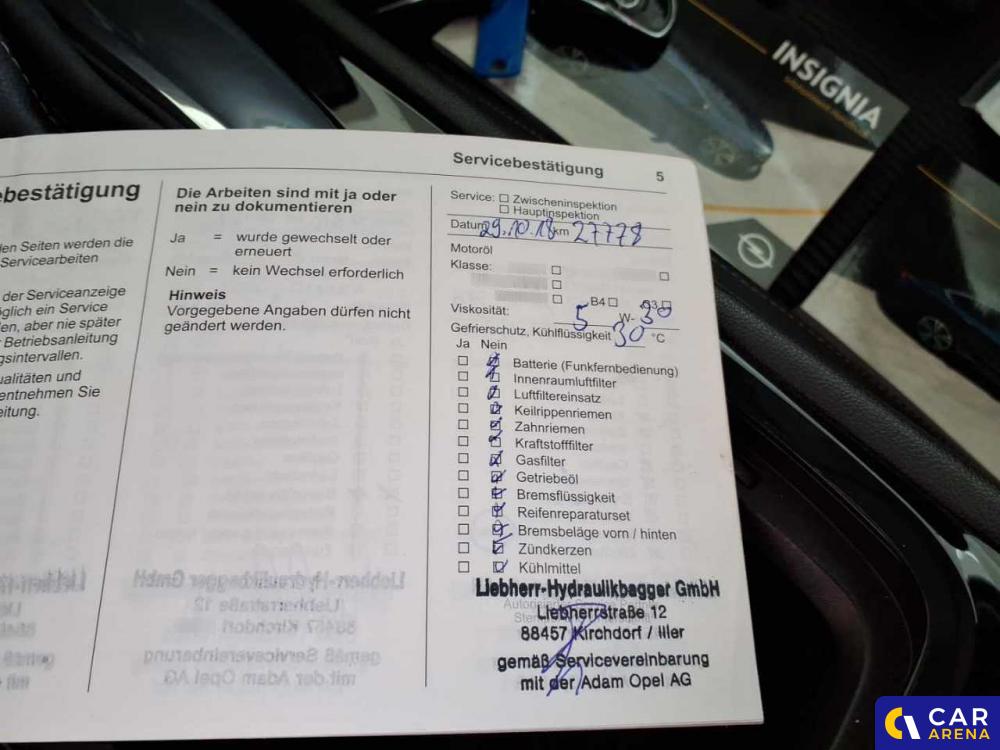 INSIGNIA
Servicebestätigung 5
ebestätigung
en Seiten werden die
Servicearbeiten
der Serviceanzeige
öglich ein Service
en, aber nie später
Betriebsanleitung
gsintervallen.
ualitäten und
entnehmen Sie
eitung.
Die Arbeiten sind mit ja oder
nein zu dokumentieren
Ja = wurde gewechselt oder
erneuert
Nein = kein Wechsel erforderlich
Hinweis
Vorgegebene Angaben dürfen nicht
geändert werden.
Service: Zwischeninspektion
Hauptinspektion
Datum 29.10.18 km 27778
Motoröl
Klasse:
B4
Viskosität: 5 W- 30
Gefrierschutz, Kühlflüssigkeit 30 °C
Ja Nein
Batterie (Funkfernbedienung)
Innenraumluftfilter
Luftfiltereinsatz
Keilrippenriemen
Zahnriemen
Kraftstofffilter
Gasfilter
Getriebeöl
Bremsflüssigkeit
Reifenreparaturset
Bremsbeläge vorn / hinten
Zündkerzen
Kühlmittel
Liebherr-Hydraulikbagger GmbH
Liebherrstraße 12
88457 Kirchdorf / Iller
gemäß Servicevereinbarung
mit der Adam Opel AG
CAR
ARENA